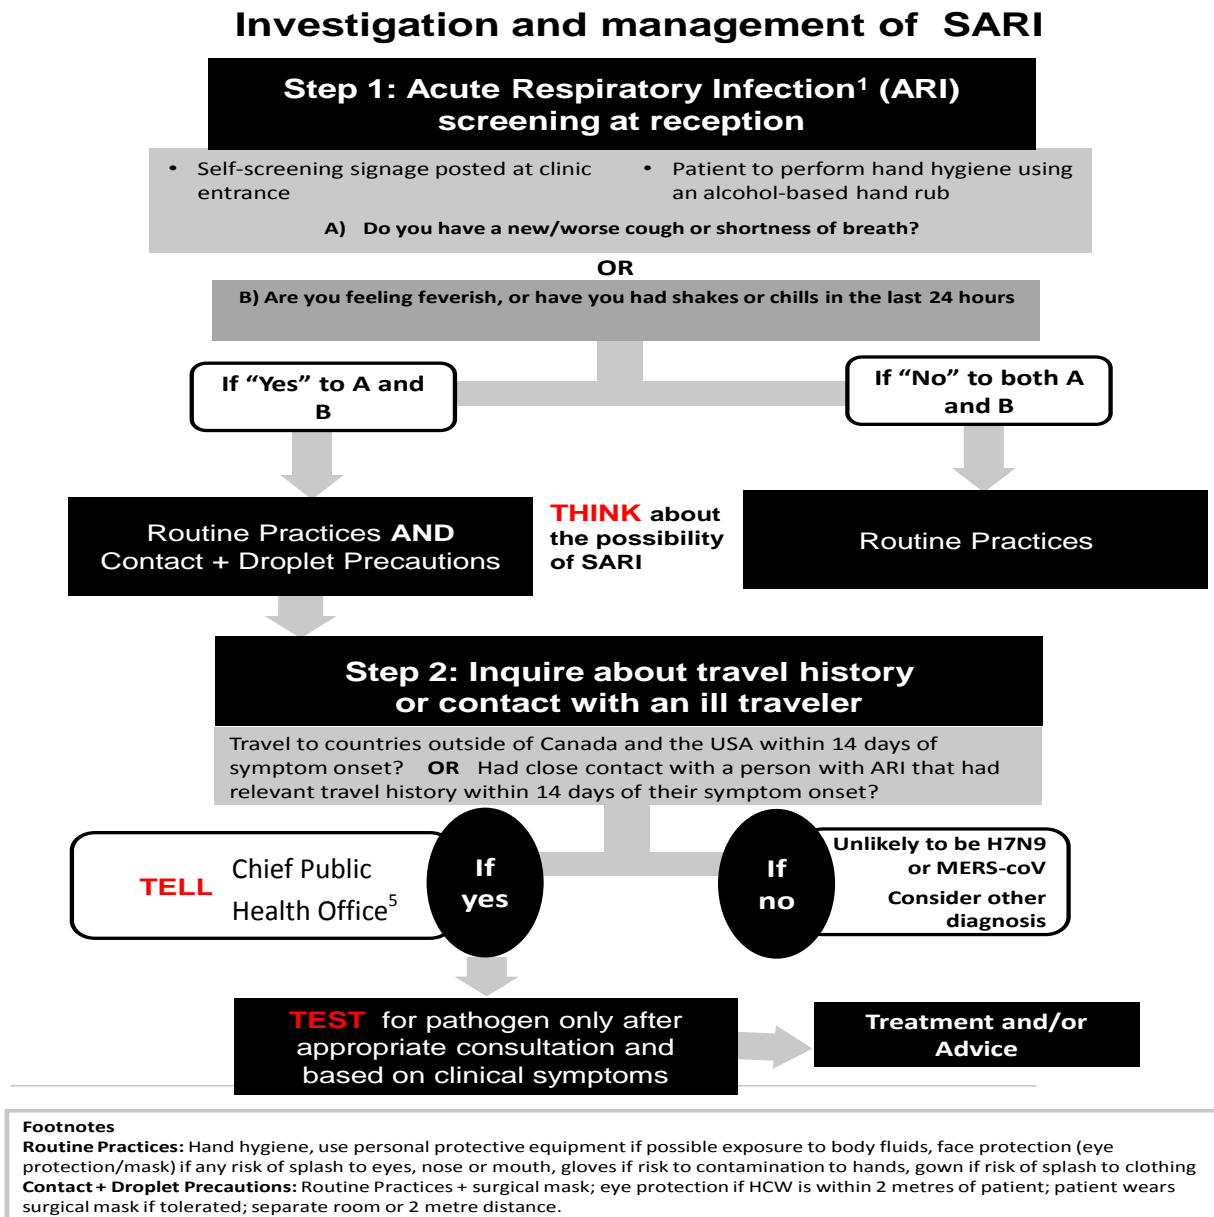 Investigation and management of  SARI
Step 1: Acute Respiratory Infection¹ (ARI)
screening at reception
• Self-screening signage posted at clinic
entrance
• Patient to perform hand hygiene using
an alcohol-based hand rub
A) Do you have a new/worse cough or shortness of breath?
OR
B) Are you feeling feverish, or have you had shakes or chills in the last 24 hours
If “Yes” to A and
B
If “No” to both A
and B
Routine Practices AND
Contact + Droplet Precautions
THINK about
the possibility
of SARI
Routine Practices
Step 2: Inquire about travel history
or contact with an ill traveler
Travel to countries outside of Canada and the USA within 14 days of
symptom onset?   OR   Had close contact with a person with ARI that had
relevant travel history within 14 days of their symptom onset?
TELL
Chief Public
Health Office⁵
If
yes
If
no
Unlikely to be H7N9
or MERS-coV
Consider other
diagnosis
TEST  for pathogen only after
appropriate consultation and
based on clinical symptoms
Treatment and/or
Advice
Footnotes
Routine Practices: Hand hygiene, use personal protective equipment if possible exposure to body fluids, face protection (eye
protection/mask) if any risk of splash to eyes, nose or mouth, gloves if risk to contamination to hands, gown if risk of splash to clothing
Contact + Droplet Precautions: Routine Practices + surgical mask; eye protection if HCW is within 2 metres of patient; patient wears
surgical mask if tolerated; separate room or 2 metre distance.